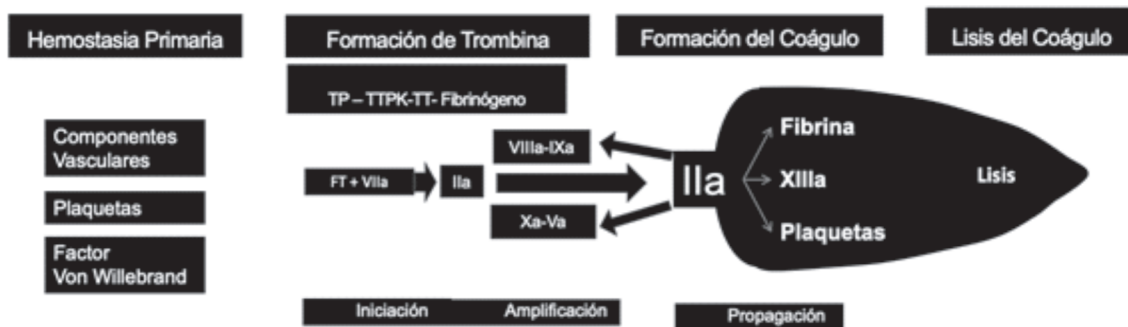 Hemostasia Primaria
Formación de Trombina
Formación del Coágulo
Lisis del Coágulo
TP – TTPK-TT- Fibrinógeno
Componentes
Vasculares
Plaquetas
Factor
Von Willebrand
FT + VIIa
IIa
VIIIa-IXa
Xa-Va
IIa
Fibrina
XIIIa
Plaquetas
Lisis
Iniciación
Amplificación
Propagación